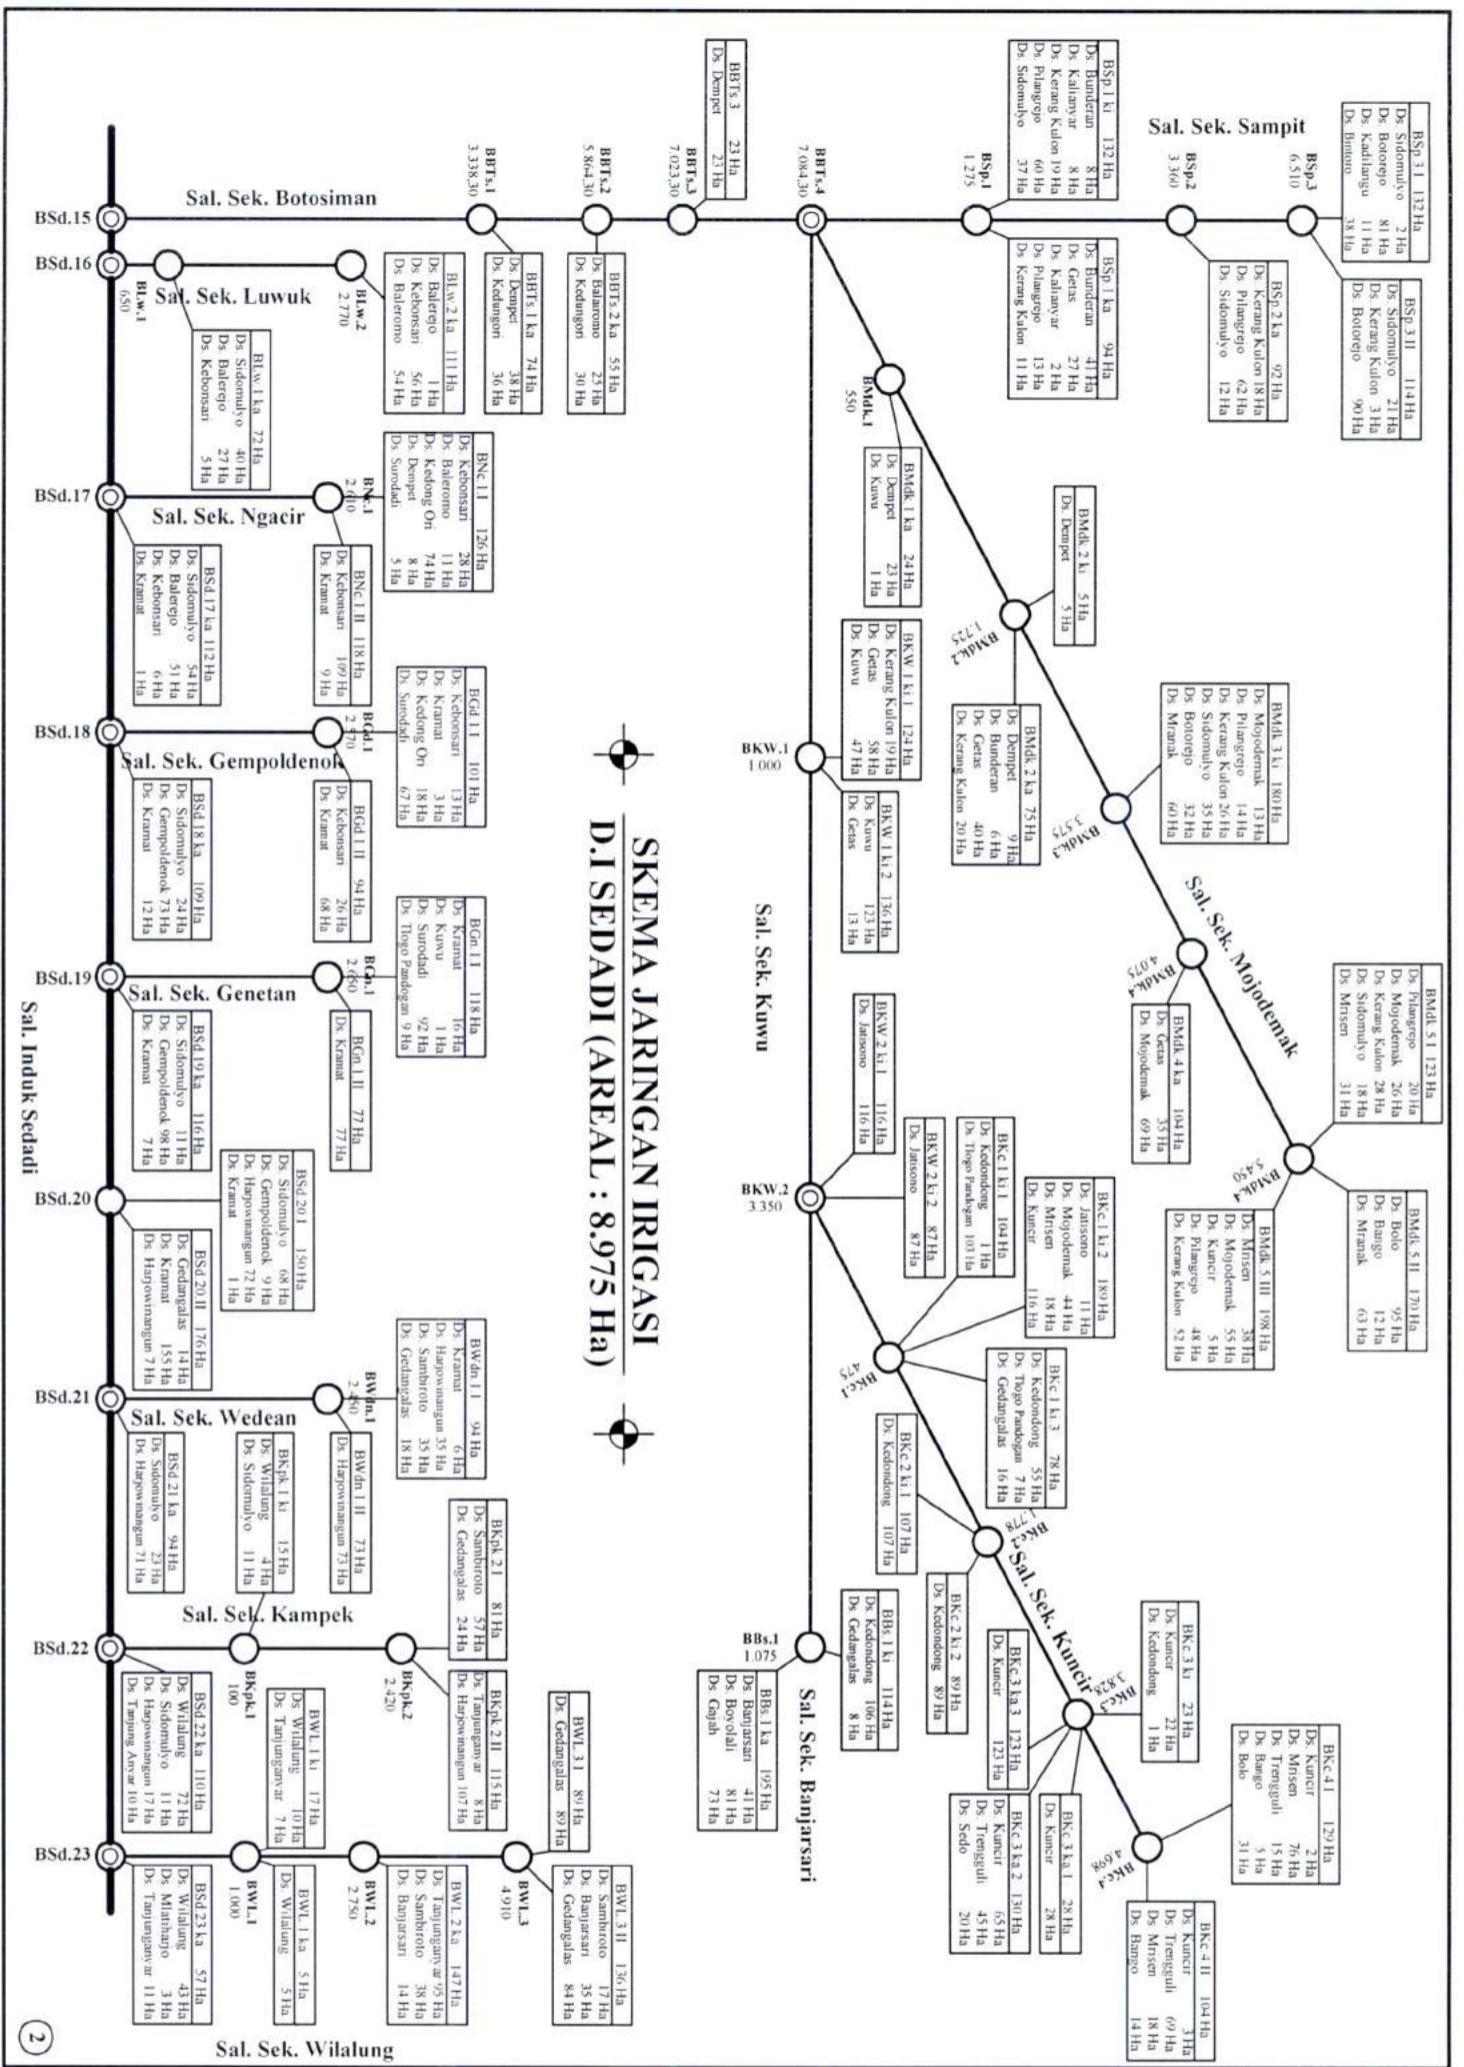 SKEMA JARINGAN IRIGASI
D.I SEDADI (AREAL : 8.975 Ha)
BSp.3 I 132 Ha
Ds. Sidomulyo 2 Ha
Ds. Botorejo 81 Ha
Ds. Kadilangu 11 Ha
Ds. Bintoro 38 Ha
BSp.3 II 114 Ha
Ds. Sidomulyo 21 Ha
Ds. Kerang Kulon 3 Ha
Ds. Botorejo 90 Ha
BSp.3
6.510
BSp.2
3.360
BSp.2 ka 92 Ha
Ds. Kerang Kulon 18 Ha
Ds. Pilangrejo 62 Ha
Ds. Sidomulyo 12 Ha
Sal. Sek. Sampit
BSp.1 ki 132 Ha
Ds. Bunderan 8 Ha
Ds. Kalianyar 8 Ha
Ds. Kerang Kulon 19 Ha
Ds. Pilangrejo 60 Ha
Ds. Sidomulyo 37 Ha
BSp.1
1.275
BSp.1 ka 94 Ha
Ds. Bunderan 41 Ha
Ds. Getas 27 Ha
Ds. Kalianyar 2 Ha
Ds. Pilangrejo 13 Ha
Ds. Kerang Kulon 11 Ha
BBTs.4
7.084,30
BBTs.3 23 Ha
Ds. Dempet 23 Ha
BBTs.3
7.023,30
BBTs.2
5.864,30
BBTs.2 ka 55 Ha
Ds. Balairomo 25 Ha
Ds. Kedungori 30 Ha
BBTs.1
3.338,30
BBTs.1 ka 74 Ha
Ds. Dempet 38 Ha
Ds. Kedungori 36 Ha
Sal. Sek. Botosiman
BSd.15
BMdk.5 I 123 Ha
Ds. Pilangrejo 20 Ha
Ds. Mojodemak 26 Ha
Ds. Kerang Kulon 28 Ha
Ds. Sidomulyo 18 Ha
Ds. Mrisen 31 Ha
BMdk.5 II 170 Ha
Ds. Bolo 95 Ha
Ds. Bango 12 Ha
Ds. Mranak 63 Ha
BMdk.4
5.450
BMdk.5 III 198 Ha
Ds. Mrisen 38 Ha
Ds. Mojodemak 55 Ha
Ds. Kuncir 5 Ha
Ds. Pilangrejo 48 Ha
Ds. Kerang Kulon 52 Ha
Sal. Sek. Mojodemak
BMdk.4
4.075
BMdk.4 ka 104 Ha
Ds. Getas 35 Ha
Ds. Mojodemak 69 Ha
BMdk.3 ki 180 Ha
Ds. Mojodemak 13 Ha
Ds. Pilangrejo 14 Ha
Ds. Kerang Kulon 26 Ha
Ds. Sidomulyo 35 Ha
Ds. Botorejo 32 Ha
Ds. Mranak 60 Ha
BMdk.3
3.575
BMdk.2 ki 5 Ha
Ds. Dempet 5 Ha
BMdk.2
1.725
BMdk.2 ka 75 Ha
Ds. Dempet 9 Ha
Ds. Bunderan 6 Ha
Ds. Getas 40 Ha
Ds. Kerang Kulon 20 Ha
BMdk.1
550
BMdk.1 ka 24 Ha
Ds. Dempet 23 Ha
Ds. Kuwu 1 Ha
BKW.1 ki 1 124 Ha
Ds. Kerang Kulon 19 Ha
Ds. Getas 58 Ha
Ds. Kuwu 47 Ha
BKW.1
1.000
BKW.1 ki 2 136 Ha
Ds. Kuwu 123 Ha
Ds. Getas 13 Ha
Sal. Sek. Kuwu
BKW.2 ki.1 116 Ha
Ds. Jatisono 116 Ha
BKW.2 ki.2 87 Ha
Ds. Jatisono 87 Ha
BKW.2
3.350
BKc.1 ki 1 104 Ha
Ds. Kedondong 1 Ha
Ds. Tlogo Pandogan 103 Ha
BKc.1 ki 2 189 Ha
Ds. Jatisono 11 Ha
Ds. Mojodemak 44 Ha
Ds. Mrisen 18 Ha
Ds. Kuncir 116 Ha
BKc.1 ki.3 78 Ha
Ds. Kedondong 55 Ha
Ds. Tlogo Pandogan 7 Ha
Ds. Gedangalas 16 Ha
BKc.1
475
BKc.2 ki.1 107 Ha
Ds. Kedondong 107 Ha
BKc.2
1.778
BKc.2 ki 2 89 Ha
Ds. Kedondong 89 Ha
Sal. Sek. Kuncir
BKc.3 ki 23 Ha
Ds. Kuncir 22 Ha
Ds. Kedondong 1 Ha
BKc.3
3.828
BKc.3 ka 3 123 Ha
Ds. Kuncir 123 Ha
BKc.3 ka 2 130 Ha
Ds. Kuncir 65 Ha
Ds. Trengguli 45 Ha
Ds. Sedo 20 Ha
BKc.3 ka 1 28 Ha
Ds. Kuncir 28 Ha
BKc.4 I 129 Ha
Ds. Kuncir 2 Ha
Ds. Mrisen 76 Ha
Ds. Trengguli 15 Ha
Ds. Bango 5 Ha
Ds. Bolo 31 Ha
BKc.4
4.698
BKc.4 II 104 Ha
Ds. Kuncir 3 Ha
Ds. Trengguli 69 Ha
Ds. Mrisen 18 Ha
Ds. Bango 14 Ha
BBs.1 ki 114 Ha
Ds. Kedondong 106 Ha
Ds. Gedangalas 8 Ha
BBs.1
1.075
BBs.1 ka 195 Ha
Ds. Banjarsari 41 Ha
Ds. Boyolali 81 Ha
Ds. Gajah 73 Ha
Sal. Sek. Banjarsari
BLw.2 ka 111 Ha
Ds. Balerejo 1 Ha
Ds. Kebonsari 56 Ha
Ds. Baleromo 54 Ha
BLw.2
2.770
Sal. Sek. Luwuk
BLw.1
650
BLw.1 ka 72 Ha
Ds. Sidomulyo 40 Ha
Ds. Balerejo 27 Ha
Ds. Kebonsari 5 Ha
BSd.16
BNc.1.I 126 Ha
Ds. Kebonsari 28 Ha
Ds. Baleromo 11 Ha
Ds. Kedong Ori 74 Ha
Ds. Dempet 8 Ha
Ds. Surodadi 5 Ha
BNc.1
2.610
BNc.1.II 118 Ha
Ds. Kebonsari 109 Ha
Ds. Kramat 9 Ha
Sal. Sek. Ngacir
BSd.17 ka 112 Ha
Ds. Sidomulyo 54 Ha
Ds. Balerejo 51 Ha
Ds. Kebonsari 6 Ha
Ds. Kramat 1 Ha
BSd.17
BGd.1 I 101 Ha
Ds. Kebonsari 13 Ha
Ds. Kramat 3 Ha
Ds. Kedong Ori 18 Ha
Ds. Surodadi 67 Ha
BGd.1
2.570
BGd.1 II 94 Ha
Ds. Kebonsari 26 Ha
Ds. Kramat 68 Ha
Sal. Sek. Gempoldenok
BSd.18 ka 109 Ha
Ds. Sidomulyo 24 Ha
Ds. Gempoldenok 73 Ha
Ds. Kramat 12 Ha
BSd.18
BGn.1 I 118 Ha
Ds. Kramat 16 Ha
Ds. Kuwu 1 Ha
Ds. Surodadi 92 Ha
Ds. Tlogo Pandogan 9 Ha
BGn.1
2.650
BGn.1 II 77 Ha
Ds. Kramat 77 Ha
Sal. Sek. Genetan
BSd.19 ka 116 Ha
Ds. Sidomulyo 11 Ha
Ds. Gempoldenok 98 Ha
Ds. Kramat 7 Ha
BSd.19
BSd.20 I 150 Ha
Ds. Sidomulyo 68 Ha
Ds. Gempoldenok 9 Ha
Ds. Harjowinangun 72 Ha
Ds. Kramat 1 Ha
BSd.20.II 176 Ha
Ds. Gedangalas 14 Ha
Ds. Kramat 155 Ha
Ds. Harjowinangun 7 Ha
BSd.20
Sal. Induk Sedadi
BWdn.1 I 94 Ha
Ds. Kramat 6 Ha
Ds. Harjowinangun 35 Ha
Ds. Sambiroto 35 Ha
Ds. Gedangalas 18 Ha
BWdn.1
2.450
BWdn.1 II 73 Ha
Ds. Harjowinangun 73 Ha
Sal. Sek. Wedean
BSd.21 ka 94 Ha
Ds. Sidomulyo 23 Ha
Ds. Harjowinangun 71 Ha
BSd.21
BKpk.2 I 81 Ha
Ds. Sambiroto 57 Ha
Ds. Gedangalas 24 Ha
BKpk.2
2.420
BKpk.2 II 115 Ha
Ds. Tanjunganyar 8 Ha
Ds. Harjowinangun 107 Ha
BKpk.1 ki 15 Ha
Ds. Wilalung 4 Ha
Ds. Sidomulyo 11 Ha
Sal. Sek. Kampek
BKpk.1
100
BSd.22 ka 110 Ha
Ds. Wilalung 72 Ha
Ds. Sidomulyo 11 Ha
Ds. Harjowinangun 17 Ha
Ds. Tanjung Anyar 10 Ha
BSd.22
BWL.3 I 89 Ha
Ds. Gedangalas 89 Ha
BWL.3
4.910
BWL.3 II 136 Ha
Ds. Sambiroto 17 Ha
Ds. Banjarsari 35 Ha
Ds. Gedangalas 84 Ha
BWL.2
2.750
BWL.2 ka 147 Ha
Ds. Tanjunganyar 95 Ha
Ds. Sambiroto 38 Ha
Ds. Banjarsari 14 Ha
BWL.1 ki 17 Ha
Ds. Wilalung 10 Ha
Ds. Tanjunganyar 7 Ha
BWL.1
1.000
BWL.1 ka 5 Ha
Ds. Wilalung 5 Ha
BSd.23 ka 57 Ha
Ds. Wilalung 43 Ha
Ds. Mlatiharjo 3 Ha
Ds. Tanjunganyar 11 Ha
BSd.23
Sal. Sek. Wilalung
2